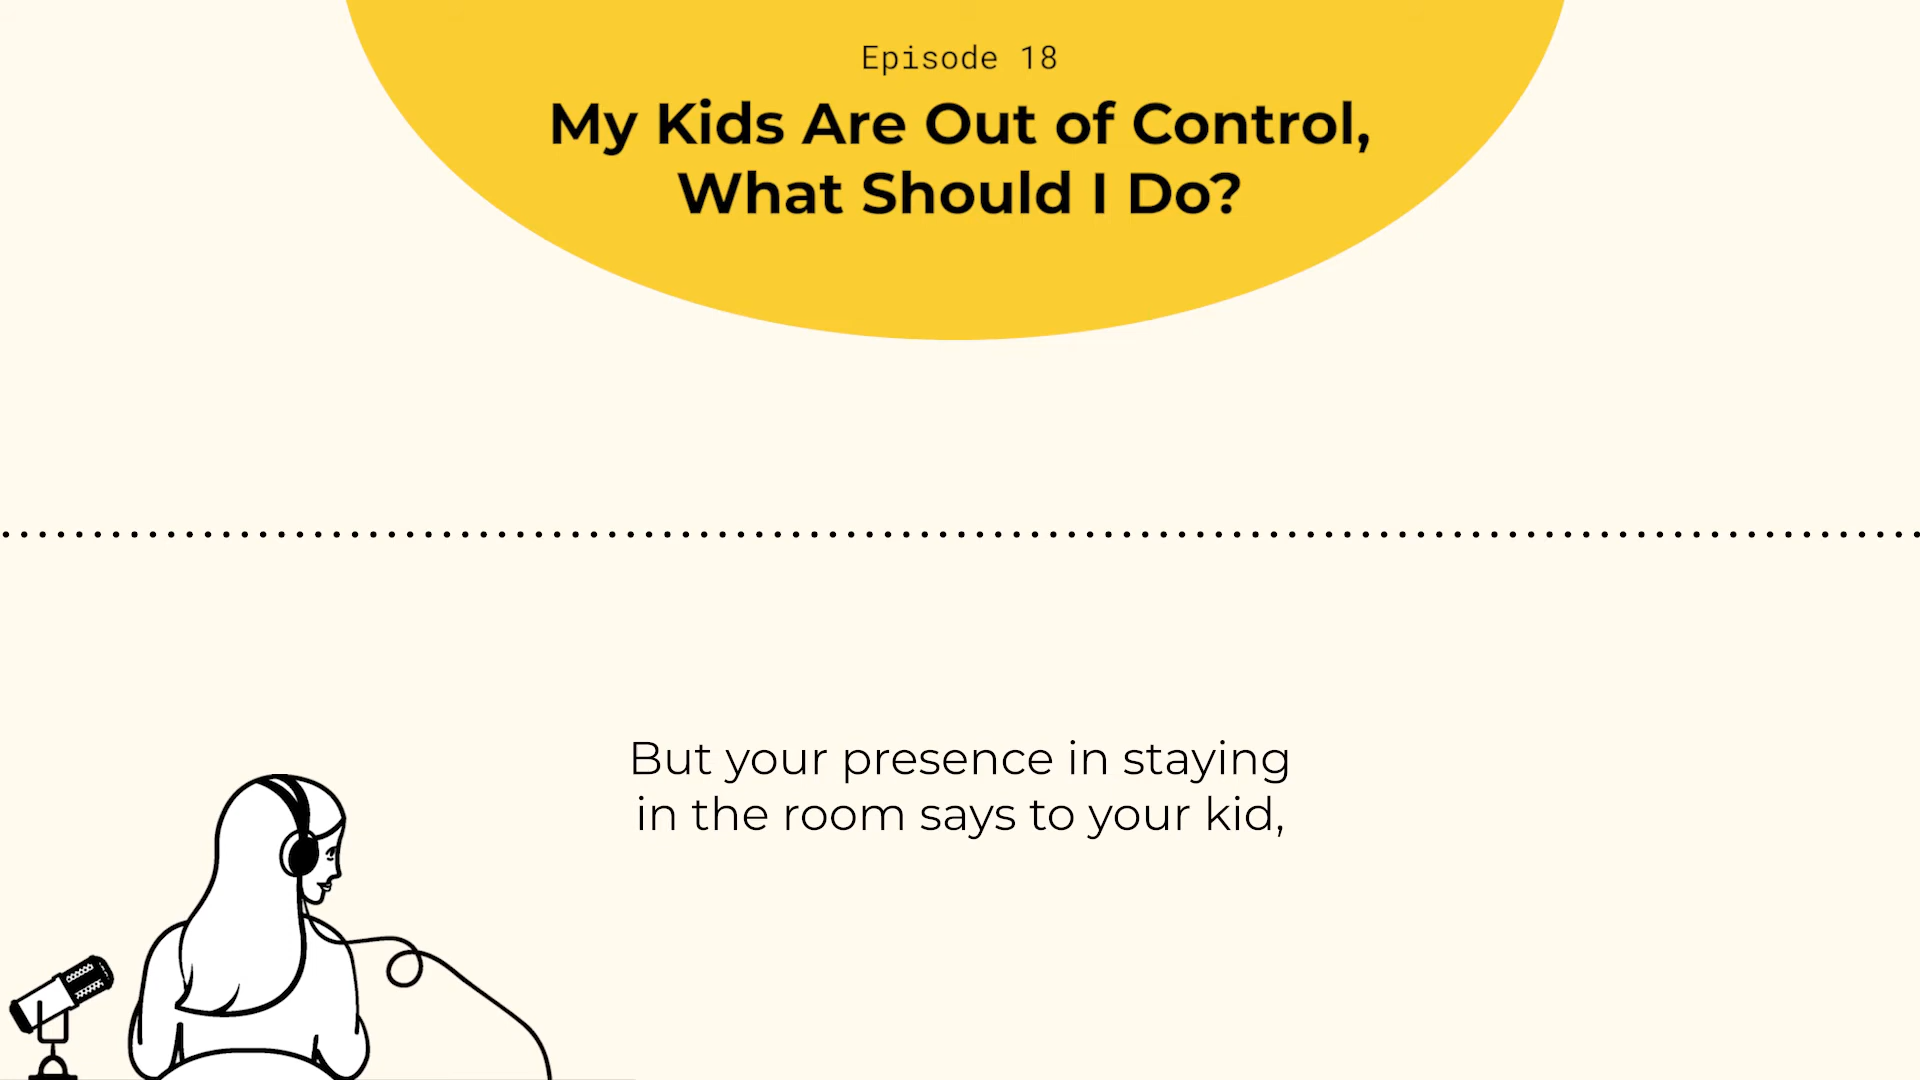 Episode 18
My Kids Are Out of Control,
What Should I Do?
But your presence in staying
in the room says to your kid,